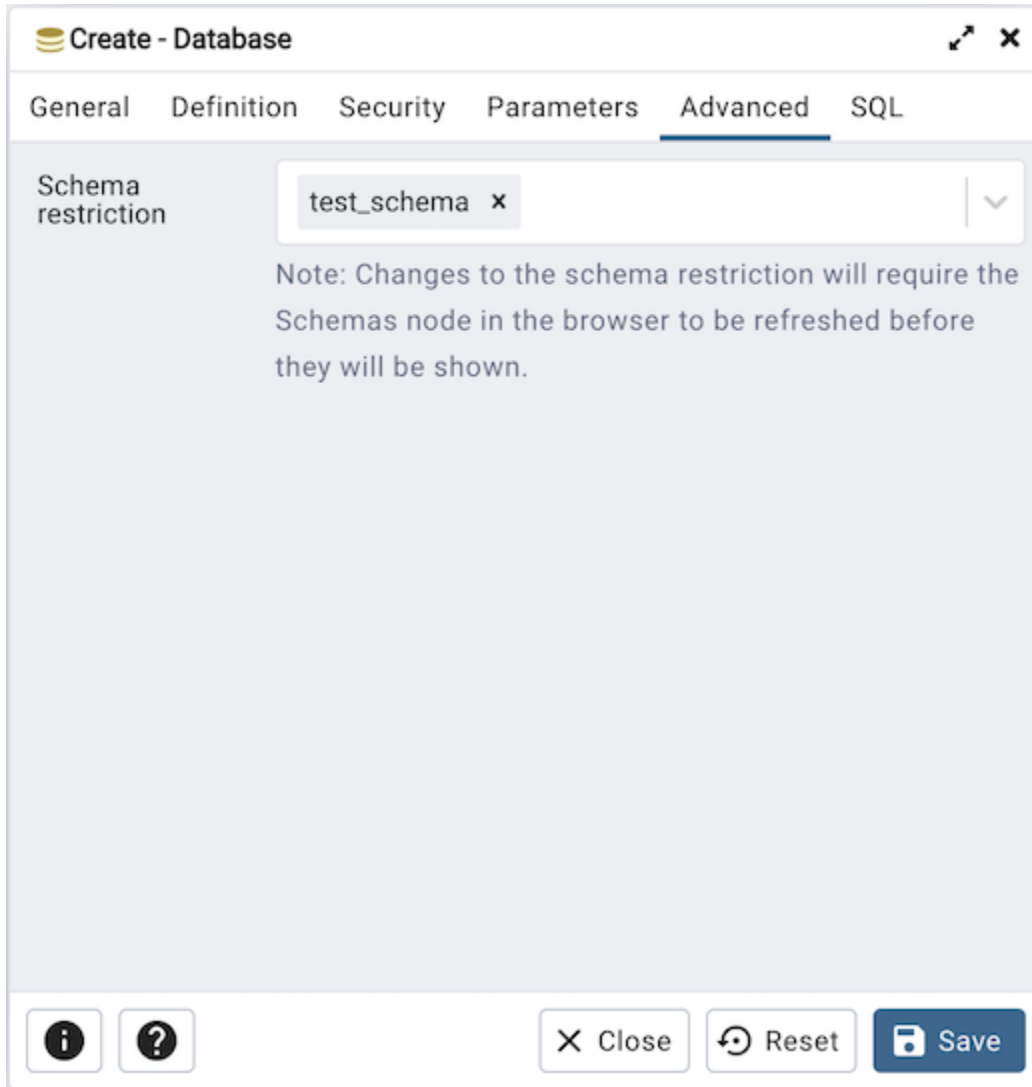 Create - Database
General Definition Security Parameters Advanced SQL
Schema
restriction
test_schema
Note: Changes to the schema restriction will require the
Schemas node in the browser to be refreshed before
they will be shown.
Close Reset Save